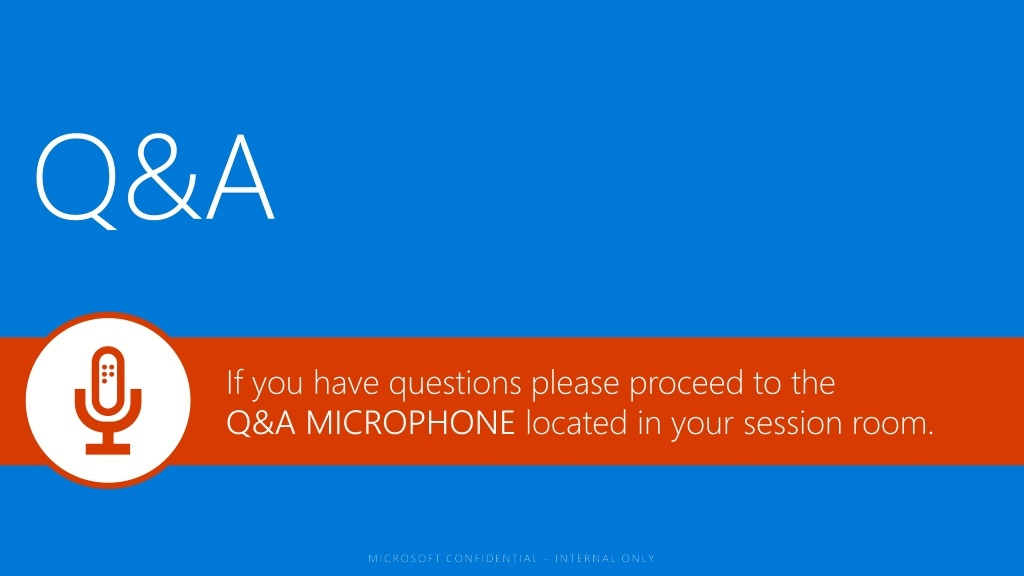 Q&A
If you have questions please proceed to the
Q&A MICROPHONE located in your session room.
MICROSOFT CONFIDENTIAL – INTERNAL ONLY